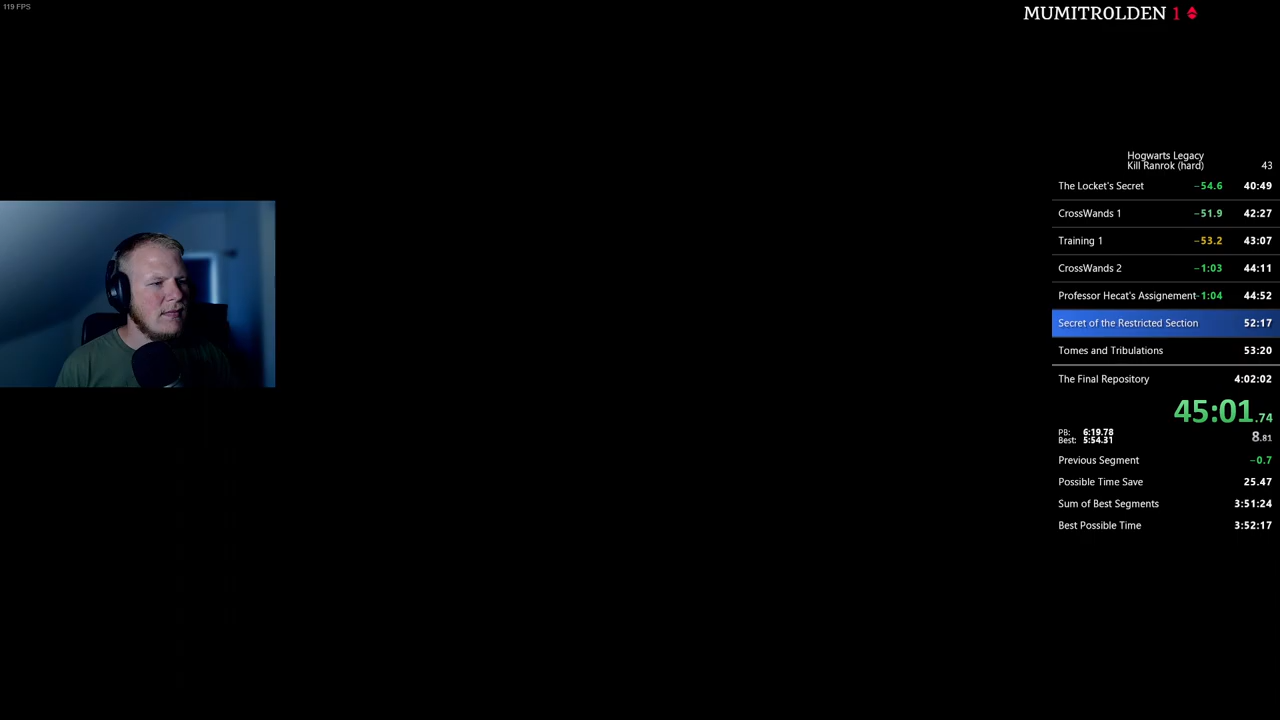 119 FPS
MUMITROLDEN 1
Hogwarts Legacy
Kill Ranrok (hard) 43
The Locket's Secret -54.6 40:49
CrossWands 1 -51.9 42:27
Training 1 -53.2 43:07
CrossWands 2 -1:03 44:11
Professor Hecat's Assignement -1:04 44:52
Secret of the Restricted Section 52:17
Tomes and Tribulations 53:20
The Final Repository 4:02:02
45:01.74
PB: 6:19.78
Best: 5:54.31 8.81
Previous Segment -0.7
Possible Time Save 25.47
Sum of Best Segments 3:51:24
Best Possible Time 3:52:17